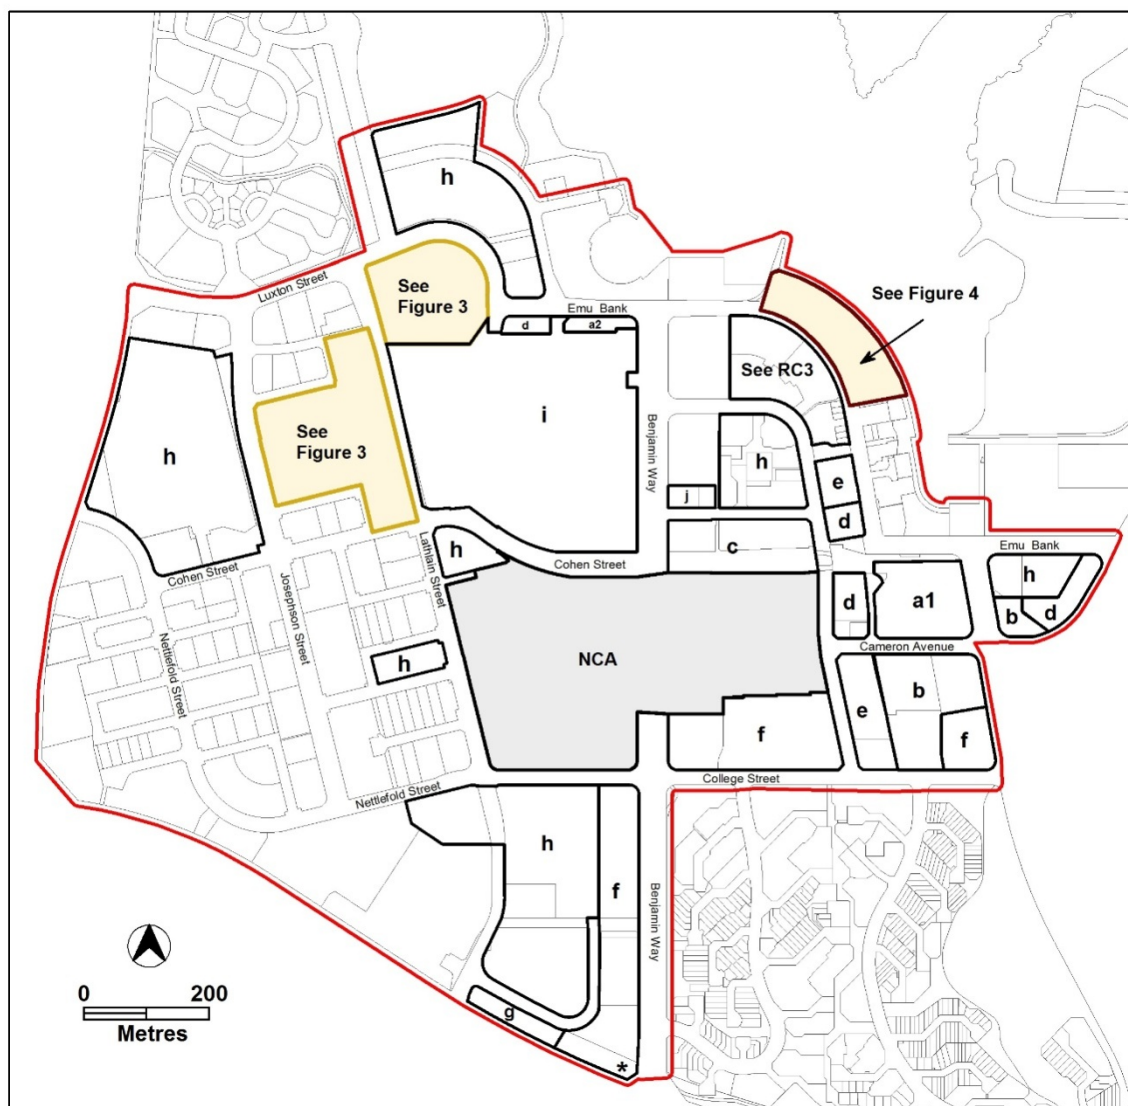 h
Luxton Street
See
Figure 3
See Figure 4
Emu Bank
d
a2
See RC3
See
Figure 3
i
Benjamin Way
h
h
e
j
d
c
Emu Bank
h
Lathlain Street
h
Cohen Street
Cohen Street
Josephson Street
d
a1
b
d
Cameron Avenue
NCA
h
Nettlefold Street
e
b
f
f
College Street
Nettlefold Street
h
f
Benjamin Way
0
200
Metres
g
*